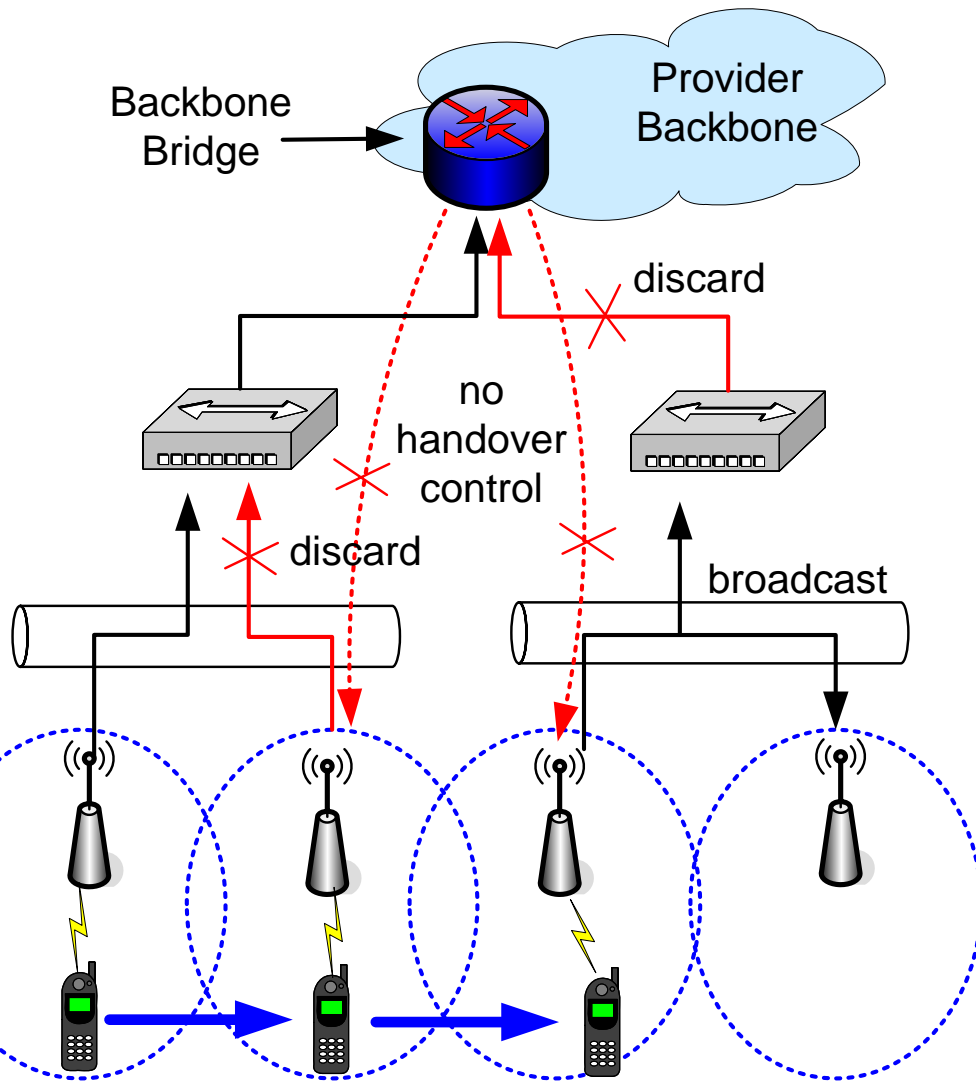 Backbone
Bridge
Provider
Backbone
discard
no
handover
control
discard
broadcast